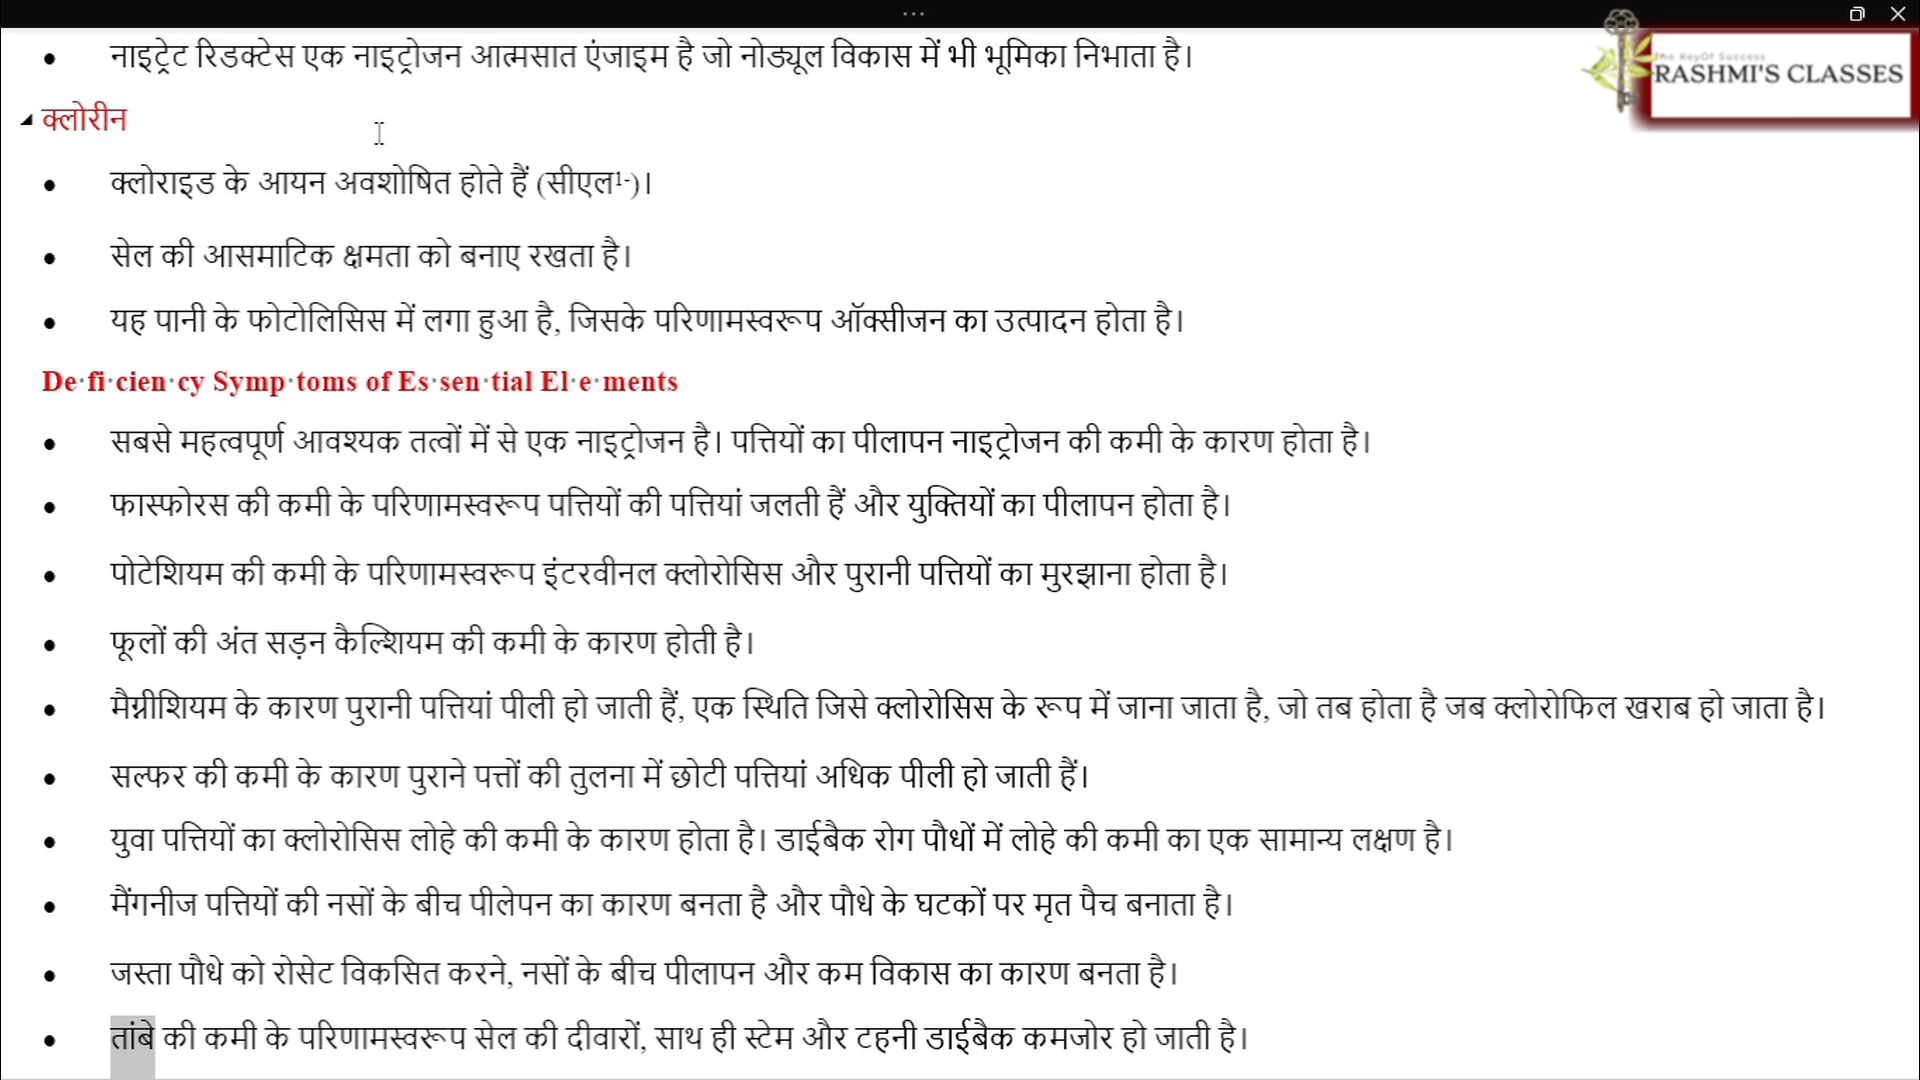 ...
• नाइट्रेट रिडक्टेस एक नाइट्रोजन आत्मसात एंजाइम है जो नोड्यूल विकास में भी भूमिका निभाता है।
The KeyOf Success
RASHMI'S CLASSES
क्लोरीन
• क्लोराइड के आयन अवशोषित होते हैं (सीएल¹⁻)।
• सेल की आसमाटिक क्षमता को बनाए रखता है।
• यह पानी के फोटोलिसिस में लगा हुआ है, जिसके परिणामस्वरूप ऑक्सीजन का उत्पादन होता है।
De·fi·cien·cy Symp·toms of Es·sen·tial El·e·ments
• सबसे महत्वपूर्ण आवश्यक तत्वों में से एक नाइट्रोजन है। पत्तियों का पीलापन नाइट्रोजन की कमी के कारण होता है।
• फास्फोरस की कमी के परिणामस्वरूप पत्तियों की पत्तियां जलती हैं और युक्तियों का पीलापन होता है।
• पोटेशियम की कमी के परिणामस्वरूप इंटरवीनल क्लोरोसिस और पुरानी पत्तियों का मुरझाना होता है।
• फूलों की अंत सड़न कैल्शियम की कमी के कारण होती है।
• मैग्नीशियम के कारण पुरानी पत्तियां पीली हो जाती हैं, एक स्थिति जिसे क्लोरोसिस के रूप में जाना जाता है, जो तब होता है जब क्लोरोफिल खराब हो जाता है।
• सल्फर की कमी के कारण पुराने पत्तों की तुलना में छोटी पत्तियां अधिक पीली हो जाती हैं।
• युवा पत्तियों का क्लोरोसिस लोहे की कमी के कारण होता है। डाईबैक रोग पौधों में लोहे की कमी का एक सामान्य लक्षण है।
• मैंगनीज पत्तियों की नसों के बीच पीलेपन का कारण बनता है और पौधे के घटकों पर मृत पैच बनाता है।
• जस्ता पौधे को रोसेट विकसित करने, नसों के बीच पीलापन और कम विकास का कारण बनता है।
• तांबे की कमी के परिणामस्वरूप सेल की दीवारों, साथ ही स्टेम और टहनी डाईबैक कमजोर हो जाती है।